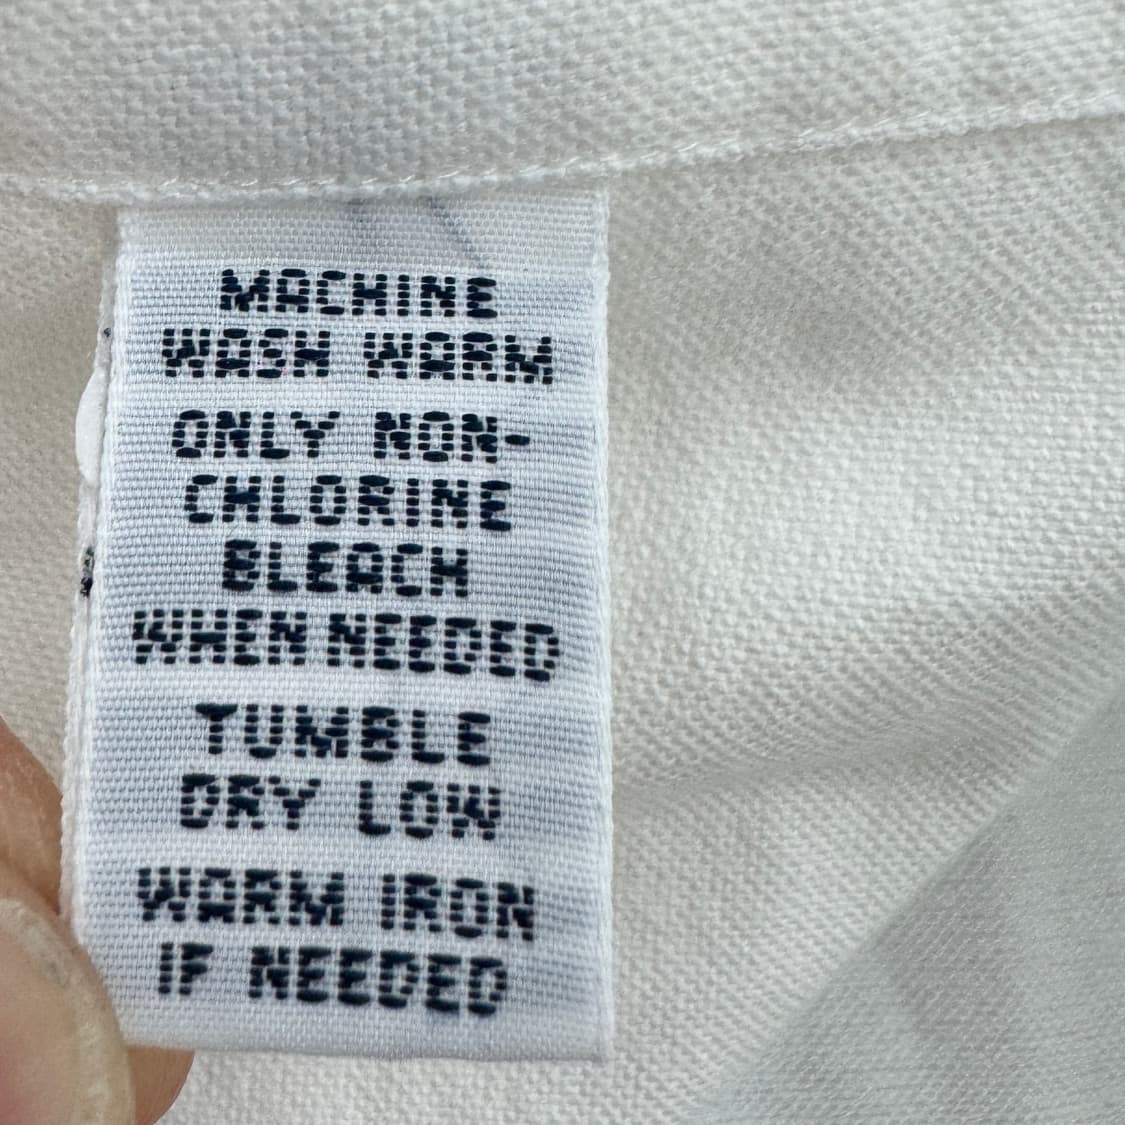 MACHINE
WASH WARM
ONLY NON-
CHLORINE
BLEACH
WHEN NEEDED
TUMBLE
DRY LOW
WARM IRON
IF NEEDED